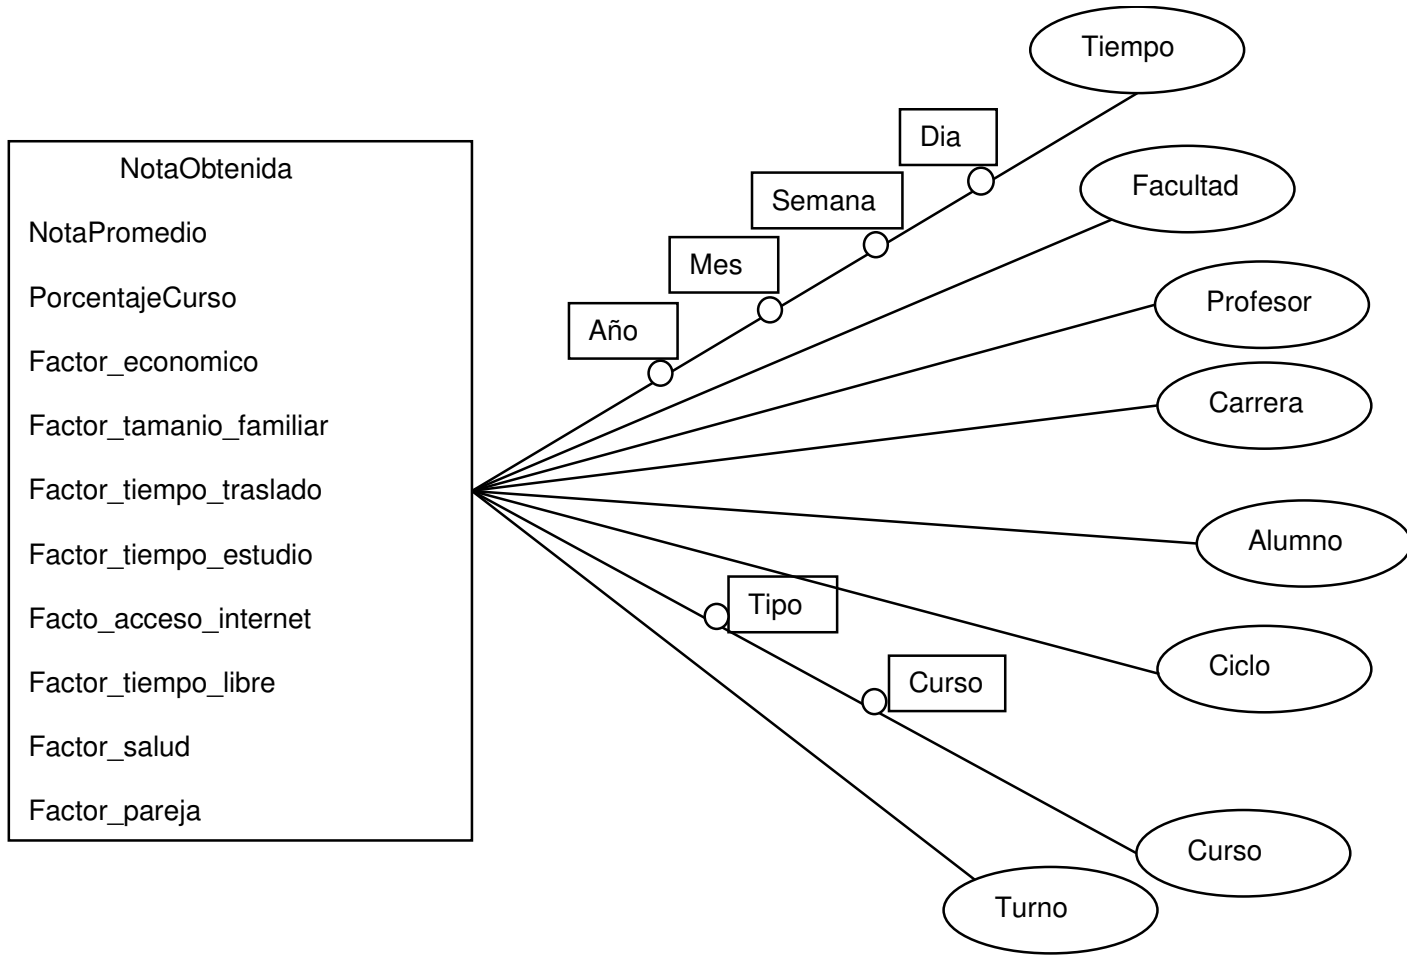 NotaObtenida
NotaPromedio
PorcentajeCurso
Factor_economico
Factor_tamanio_familiar
Factor_tiempo_traslado
Factor_tiempo_estudio
Facto_acceso_internet
Factor_tiempo_libre
Factor_salud
Factor_pareja
Año
Mes
Semana
Dia
Tiempo
Facultad
Profesor
Carrera
Alumno
Ciclo
Tipo
Curso
Curso
Turno